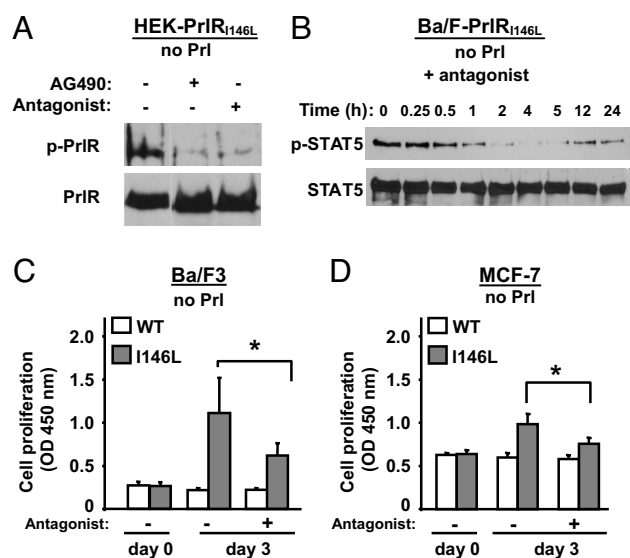 A
HEK-PrlRI146L
no Prl
AG490: - + -
Antagonist: - - +
p-PrlR
PrlR
B
Ba/F-PrlRI146L
no Prl
+ antagonist
Time (h): 0 0.25 0.5 1 2 4 5 12 24
p-STAT5
STAT5
C
Ba/F3
no Prl
WT
I146L
*
Cell proliferation
(OD 450 nm)
2.0
1.5
1.0
0.5
0
Antagonist: - - +
day 0 day 3
D
MCF-7
no Prl
WT
I146L
*
Cell proliferation
(OD 450 nm)
2.0
1.5
1.0
0.5
0
Antagonist: - - +
day 0 day 3